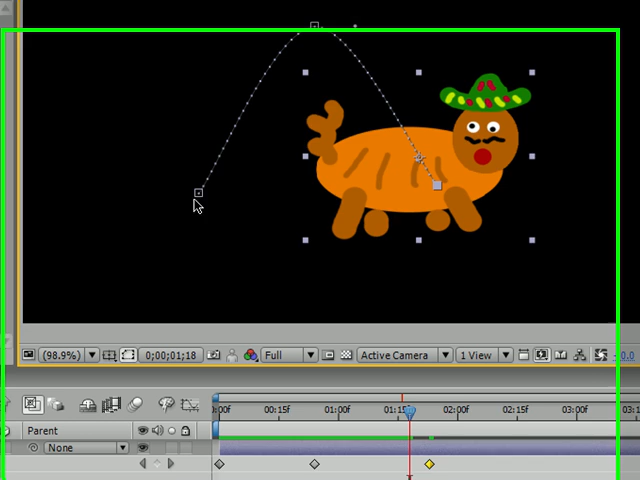 (98.9%) 0;00;01;18 Full Active Camera 1 View
:00f 00:15f 01:00f 01:15f 02:00f 02:15f 03:00f
Parent
None